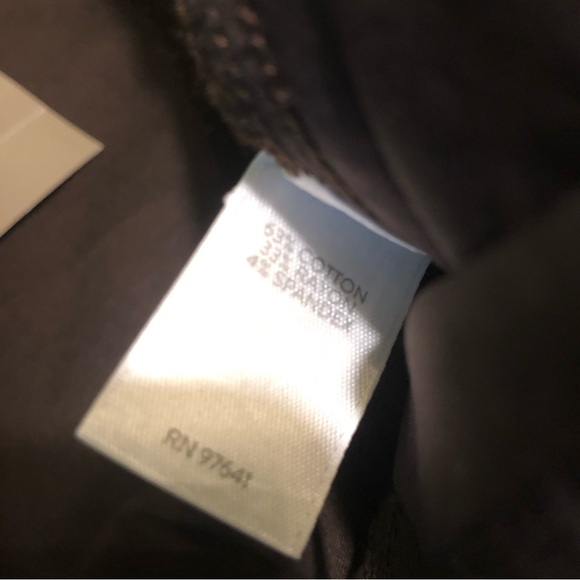 63% COTTON
33% RAYON
4% SPANDEX
RN 97641